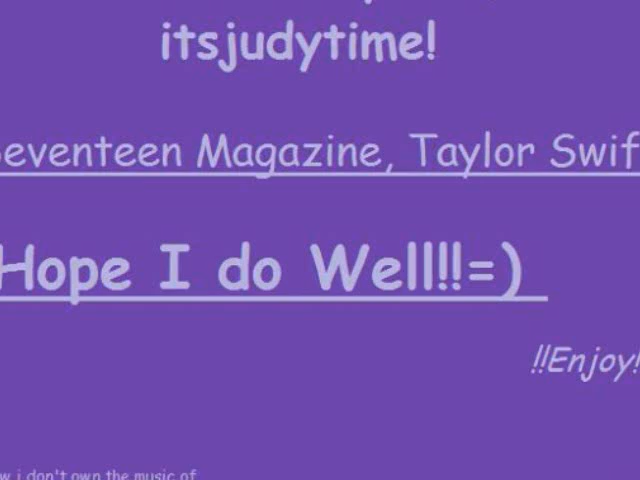 itsjudytime!
Seventeen Magazine, Taylor Swif
Hope I do Well!!=)
!!Enjoy!
w i don't own the music of